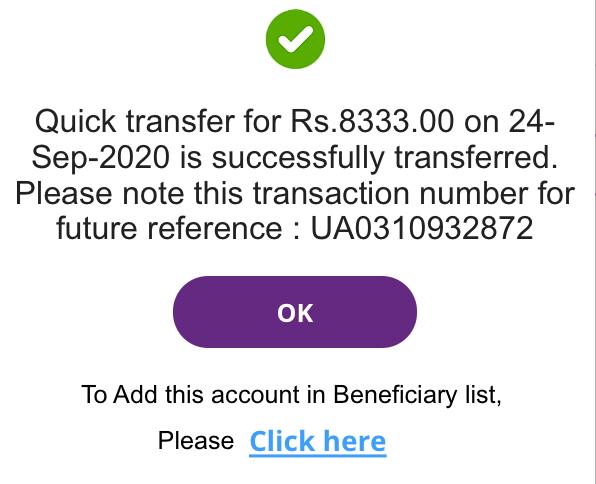 Quick transfer for Rs.8333.00 on 24-
Sep-2020 is successfully transferred.
Please note this transaction number for
future reference : UA0310932872
OK
To Add this account in Beneficiary list,
Please Click here